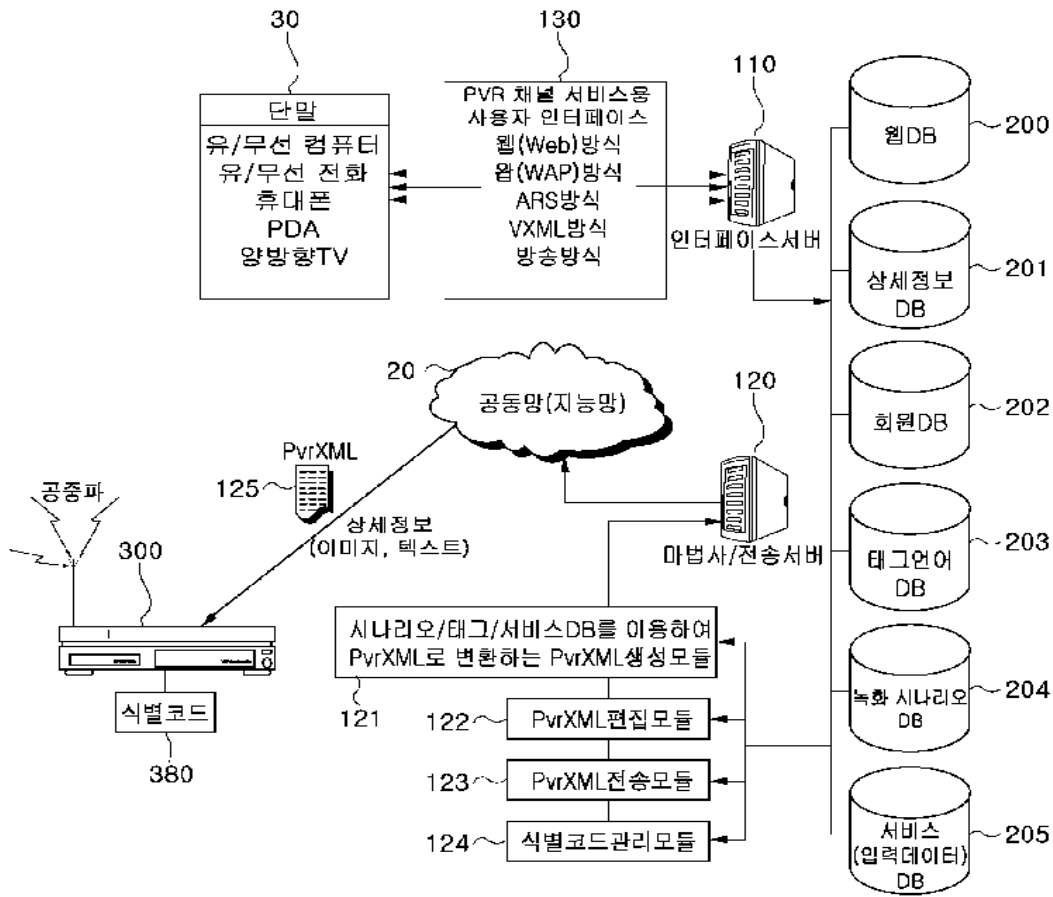 30
단말
유/무선 컴퓨터
유/무선 전화
휴대폰
PDA
양방향TV
130
PVR 채널 서비스용
사용자 인터페이스
웹(Web)방식
왑(WAP)방식
ARS방식
VXML방식
방송방식
110
인터페이스서버
웹DB
200
상세정보
DB
201
회원DB
202
태그언어
DB
203
녹화 시나리오
DB
204
서비스
(입력데이터)
DB
205
20
공동망(지능망)
120
마법사/전송서버
PvrXML
125
상세정보
(이미지, 텍스트)
공중파
300
식별코드
380
시나리오/태그/서비스DB를 이용하여
PvrXML로 변환하는 PvrXML생성모듈
121
122
PvrXML편집모듈
123
PvrXML전송모듈
124
식별코드관리모듈